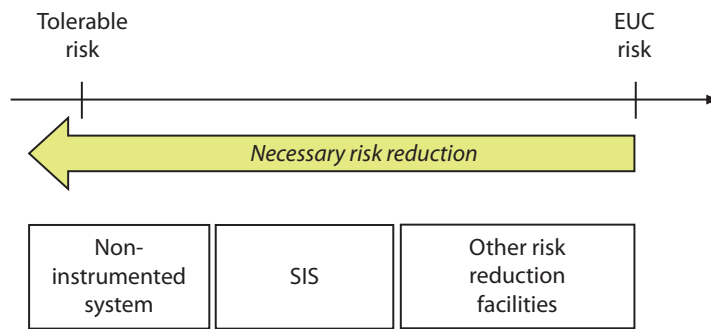 Tolerable
risk
EUC
risk
Necessary risk reduction
Non-
instrumented
system
SIS
Other risk
reduction
facilities